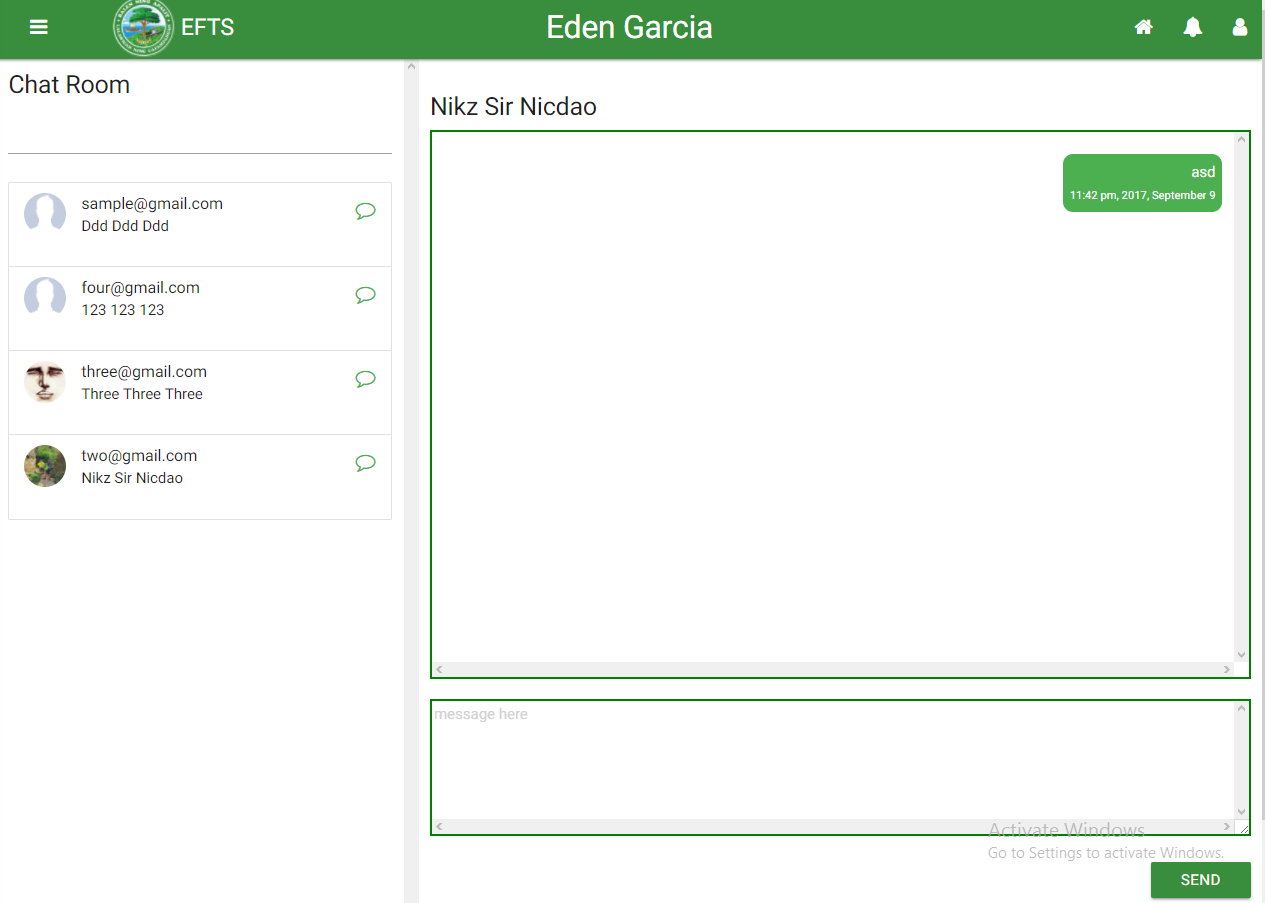 EFTS
Eden Garcia
Chat Room
sample@gmail.com
Ddd Ddd Ddd
four@gmail.com
123 123 123
three@gmail.com
Three Three Three
two@gmail.com
Nikz Sir Nicdao
Nikz Sir Nicdao
asd
11:42 pm, 2017, September 9
message here
Activate Windows
Go to Settings to activate Windows.
SEND